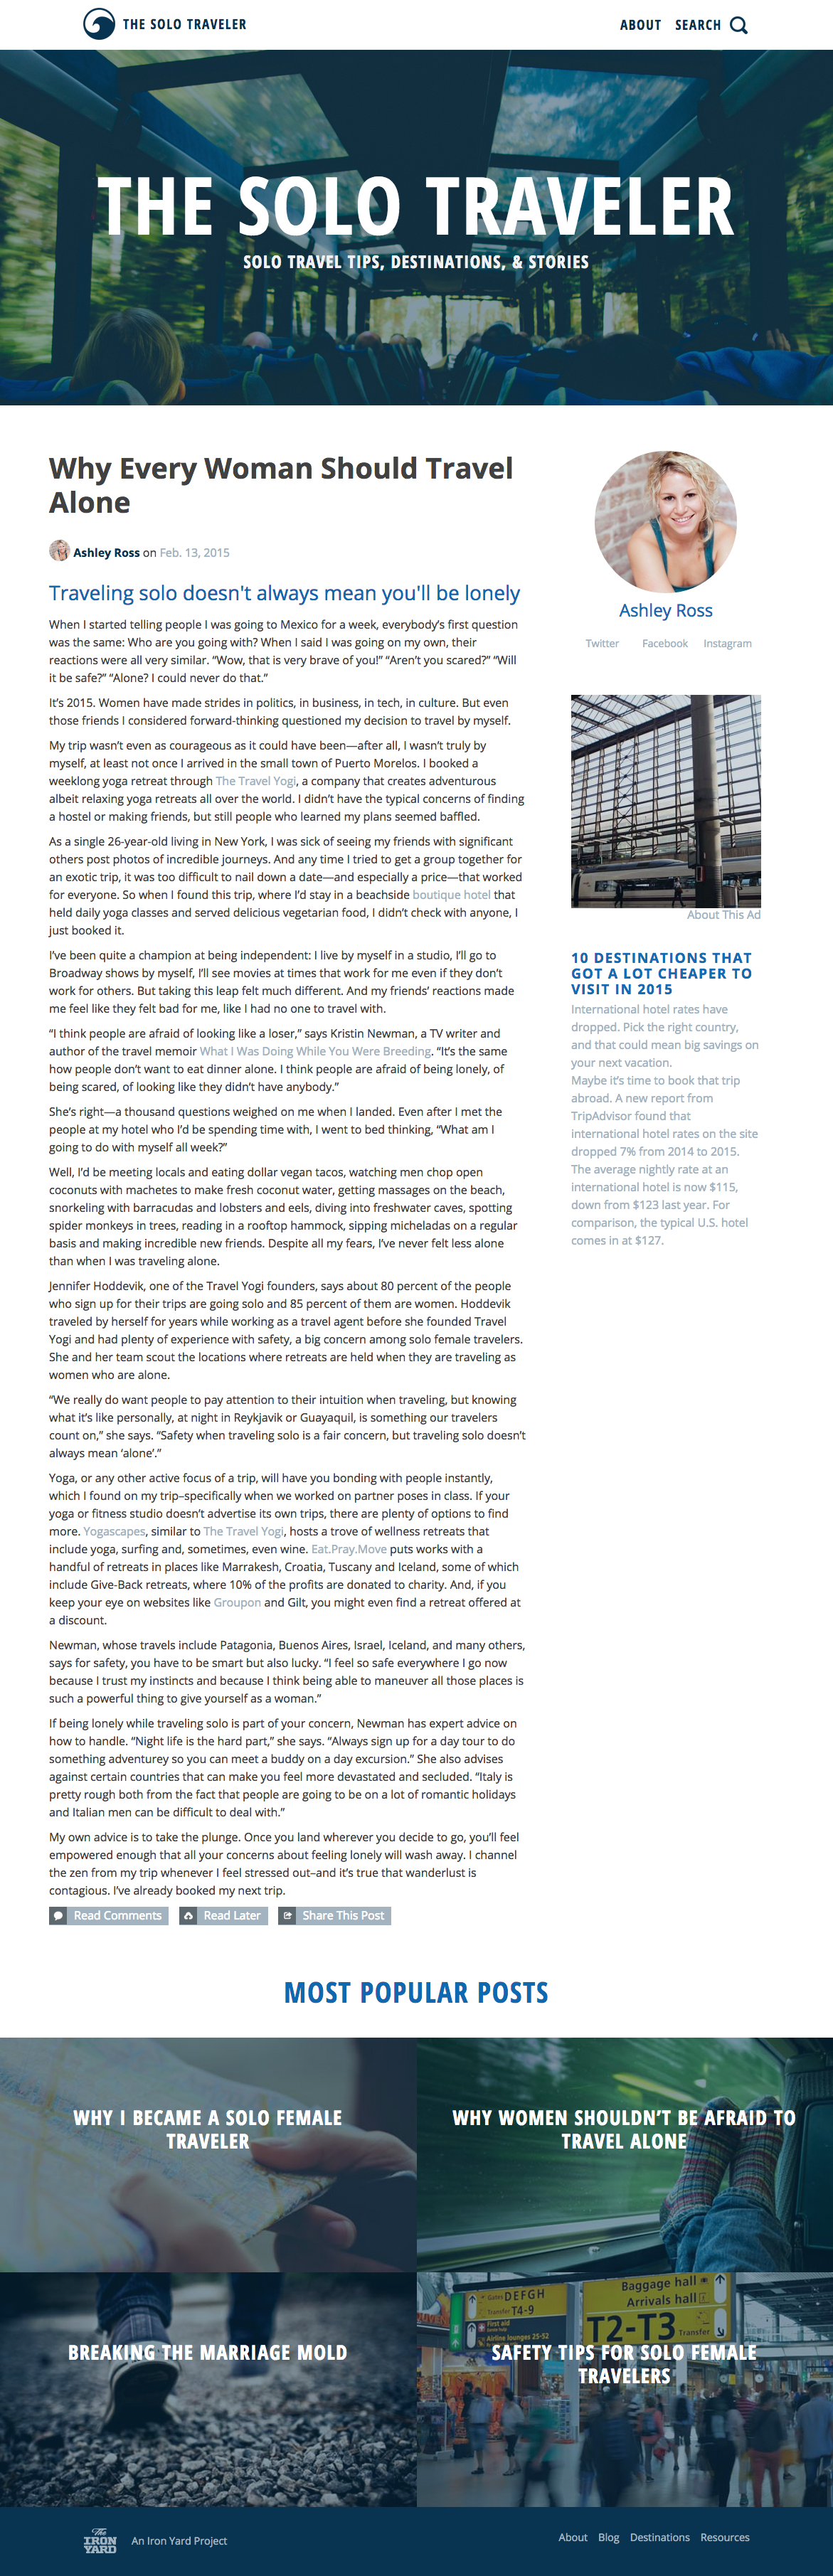 THE SOLO TRAVELER
ABOUT SEARCH
THE SOLO TRAVELER
SOLO TRAVEL TIPS, DESTINATIONS, & STORIES
Why Every Woman Should Travel
Alone
Ashley Ross on Feb. 13, 2015
Traveling solo doesn't always mean you'll be lonely
When I started telling people I was going to Mexico for a week, everybody’s first question
was the same: Who are you going with? When I said I was going on my own, their
reactions were all very similar. “Wow, that is very brave of you!” “Aren’t you scared?” “Will
it be safe?” “Alone? I could never do that.”
It’s 2015. Women have made strides in politics, in business, in tech, in culture. But even
those friends I considered forward-thinking questioned my decision to travel by myself.
My trip wasn’t even as courageous as it could have been—after all, I wasn’t truly by
myself, at least not once I arrived in the small town of Puerto Morelos. I booked a
weeklong yoga retreat through The Travel Yogi, a company that creates adventurous
albeit relaxing yoga retreats all over the world. I didn’t have the typical concerns of finding
a hostel or making friends, but still people who learned my plans seemed baffled.
As a single 26-year-old living in New York, I was sick of seeing my friends with significant
others post photos of incredible journeys. And any time I tried to get a group together for
an exotic trip, it was too difficult to nail down a date—and especially a price—that worked
for everyone. So when I found this trip, where I’d stay in a beachside boutique hotel that
held daily yoga classes and served delicious vegetarian food, I didn’t check with anyone, I
just booked it.
I’ve been quite a champion at being independent: I live by myself in a studio, I’ll go to
Broadway shows by myself, I’ll see movies at times that work for me even if they don’t
work for others. But taking this leap felt much different. And my friends’ reactions made
me feel like they felt bad for me, like I had no one to travel with.
“I think people are afraid of looking like a loser,” says Kristin Newman, a TV writer and
author of the travel memoir What I Was Doing While You Were Breeding. “It’s the same
how people don’t want to eat dinner alone. I think people are afraid of being lonely, of
being scared, of looking like they didn’t have anybody.”
She’s right—a thousand questions weighed on me when I landed. Even after I met the
people at my hotel who I’d be spending time with, I went to bed thinking, “What am I
going to do with myself all week?”
Well, I’d be meeting locals and eating dollar vegan tacos, watching men chop open
coconuts with machetes to make fresh coconut water, getting massages on the beach,
snorkeling with barracudas and lobsters and eels, diving into freshwater caves, spotting
spider monkeys in trees, reading in a rooftop hammock, sipping micheladas on a regular
basis and making incredible new friends. Despite all my fears, I’ve never felt less alone
than when I was traveling alone.
Jennifer Hoddevik, one of the Travel Yogi founders, says about 80 percent of the people
who sign up for their trips are going solo and 85 percent of them are women. Hoddevik
traveled by herself for years while working as a travel agent before she founded Travel
Yogi and had plenty of experience with safety, a big concern among solo female travelers.
She and her team scout the locations where retreats are held when they are traveling as
women who are alone.
“We really do want people to pay attention to their intuition when traveling, but knowing
what it’s like personally, at night in Reykjavik or Guayaquil, is something our travelers
count on,” she says. “Safety when traveling solo is a fair concern, but traveling solo doesn’t
always mean ‘alone’.”
Yoga, or any other active focus of a trip, will have you bonding with people instantly,
which I found on my trip–specifically when we worked on partner poses in class. If your
yoga or fitness studio doesn’t advertise its own trips, there are plenty of options to find
more. Yogascapes, similar to The Travel Yogi, hosts a trove of wellness retreats that
include yoga, surfing and, sometimes, even wine. Eat.Pray.Move puts works with a
handful of retreats in places like Marrakesh, Croatia, Tuscany and Iceland, some of which
include Give-Back retreats, where 10% of the profits are donated to charity. And, if you
keep your eye on websites like Groupon and Gilt, you might even find a retreat offered at
a discount.
Newman, whose travels include Patagonia, Buenos Aires, Israel, Iceland, and many others,
says for safety, you have to be smart but also lucky. “I feel so safe everywhere I go now
because I trust my instincts and because I think being able to maneuver all those places is
such a powerful thing to give yourself as a woman.”
If being lonely while traveling solo is part of your concern, Newman has expert advice on
how to handle. “Night life is the hard part,” she says. “Always sign up for a day tour to do
something adventurey so you can meet a buddy on a day excursion.” She also advises
against certain countries that can make you feel more devastated and secluded. “Italy is
pretty rough both from the fact that people are going to be on a lot of romantic holidays
and Italian men can be difficult to deal with.”
My own advice is to take the plunge. Once you land wherever you decide to go, you’ll feel
empowered enough that all your concerns about feeling lonely will wash away. I channel
the zen from my trip whenever I feel stressed out–and it’s true that wanderlust is
contagious. I’ve already booked my next trip.
Read Comments Read Later Share This Post
Ashley Ross
Twitter Facebook Instagram
About This Ad
10 DESTINATIONS THAT
GOT A LOT CHEAPER TO
VISIT IN 2015
International hotel rates have
dropped. Pick the right country,
and that could mean big savings on
your next vacation.
Maybe it’s time to book that trip
abroad. A new report from
TripAdvisor found that
international hotel rates on the site
dropped 7% from 2014 to 2015.
The average nightly rate at an
international hotel is now $115,
down from $123 last year. For
comparison, the typical U.S. hotel
comes in at $127.
MOST POPULAR POSTS
WHY I BECAME A SOLO FEMALE
TRAVELER
WHY WOMEN SHOULDN’T BE AFRAID TO
TRAVEL ALONE
BREAKING THE MARRIAGE MOLD
Gates DEFGH
Transfer T4-9
Airline lounges 25-52
Baggage hall
Arrivals hall
T2-T3 Transfer
SAFETY TIPS FOR SOLO FEMALE
TRAVELERS
The
IRON
YARD
An Iron Yard Project
About Blog Destinations Resources